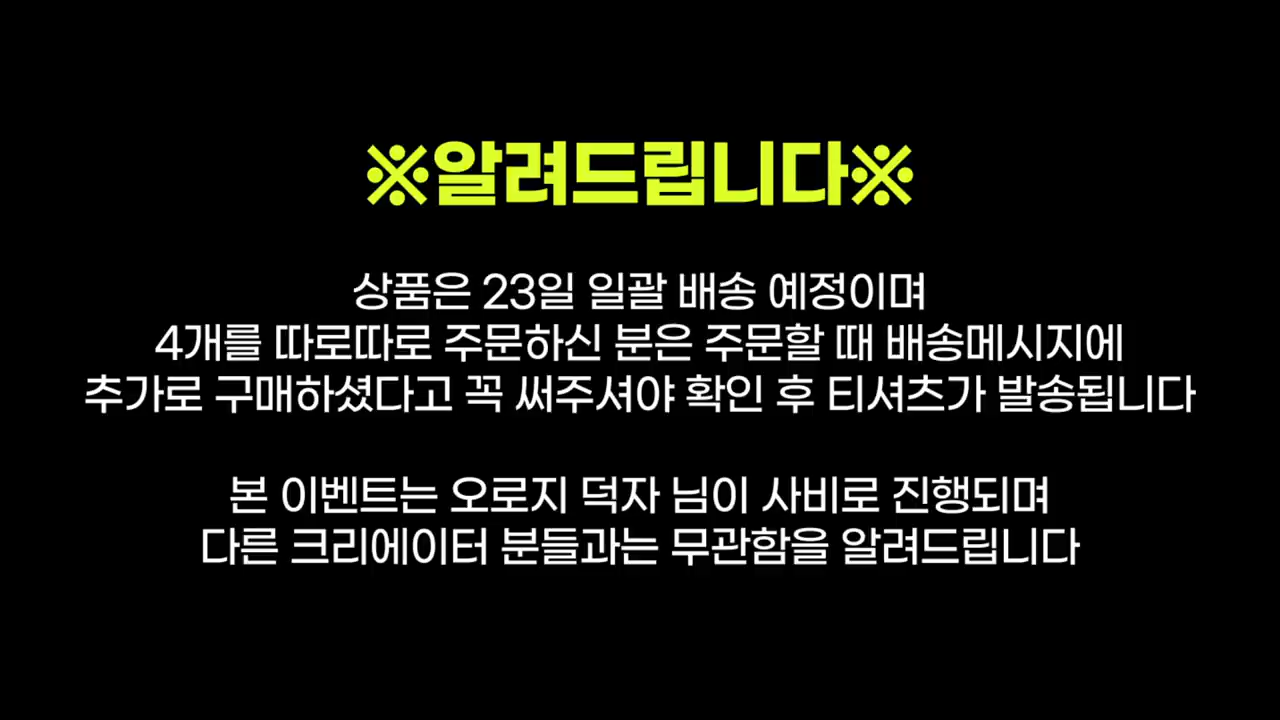 ※알려드립니다※
상품은 23일 일괄 배송 예정이며
4개를 따로따로 주문하신 분은 주문할 때 배송메시지에
추가로 구매하셨다고 꼭 써주셔야 확인 후 티셔츠가 발송됩니다
본 이벤트는 오로지 덕자 님이 사비로 진행되며
다른 크리에이터 분들과는 무관함을 알려드립니다